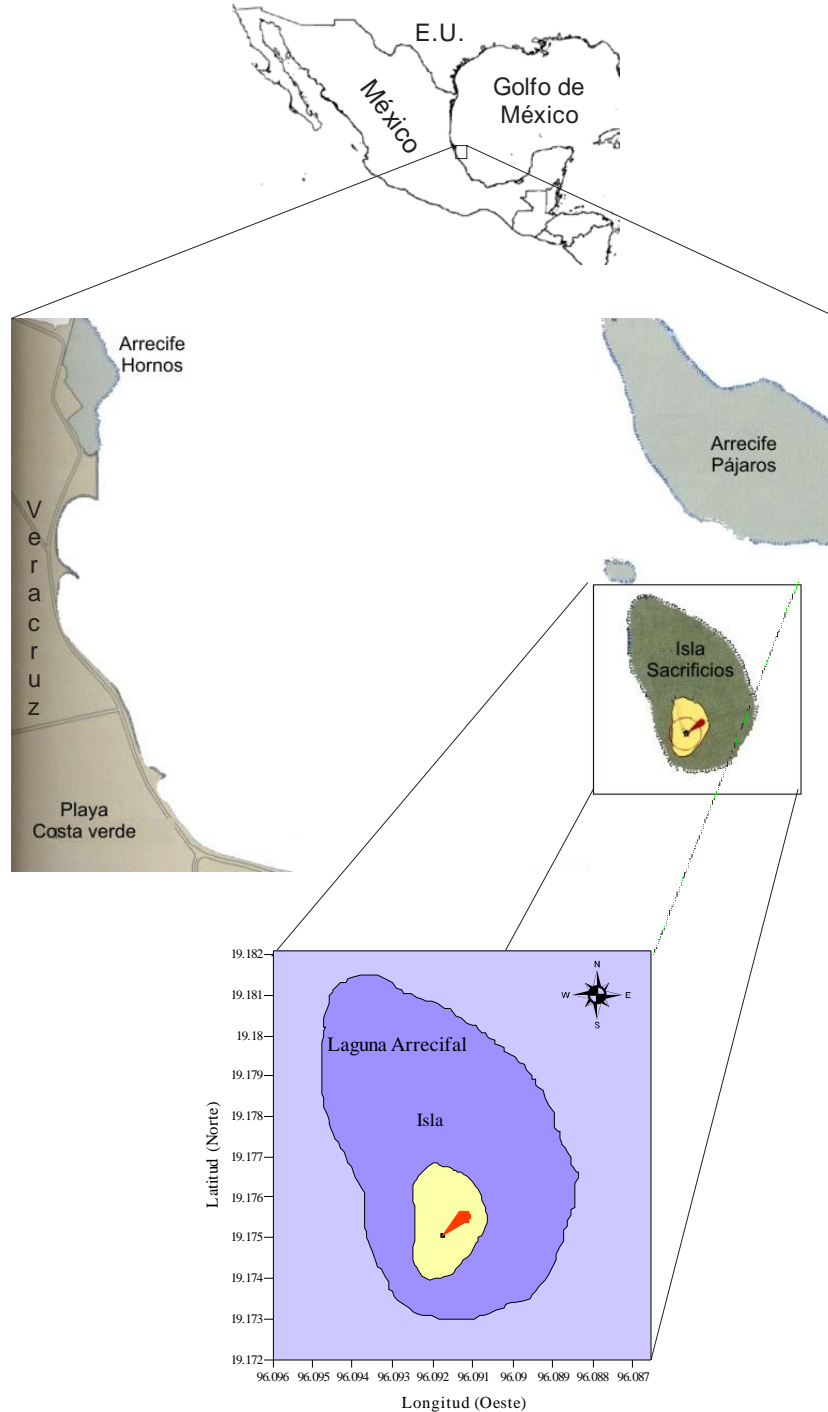 E.U.
México
Golfo de
México
Arrecife
Hornos
Arrecife
Pájaros
Veracruz
Isla
Sacrificios
Playa
Costa verde
19.182
19.181
19.18
19.179
19.178
19.177
19.176
19.175
19.174
19.173
19.172
Latitud (Norte)
N
W
E
S
Laguna Arrecifal
Isla
96.096 96.095 96.094 96.093 96.092 96.091 96.09 96.089 96.088 96.087
Longitud (Oeste)